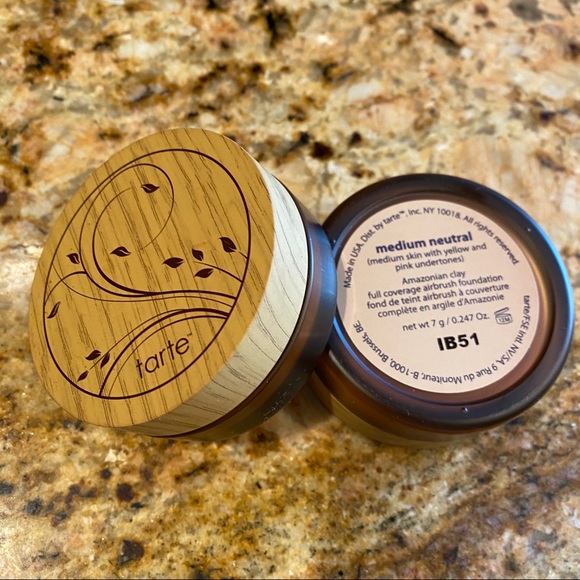 tarte™
medium neutral
(medium skin with yellow and
pink undertones)
Amazonian clay
full coverage airbrush foundation
fond de teint airbrush à couverture
complète en argile d'Amazonie
net wt 7 g / 0.247 Oz.
12M
IB51
Made in USA. Dist. by tarte™, Inc. NY 10018. All rights reserved.
tarte/FSE Intl. NV/SA, 9 Rue du Moniteur, B-1000, Brussels, BE.